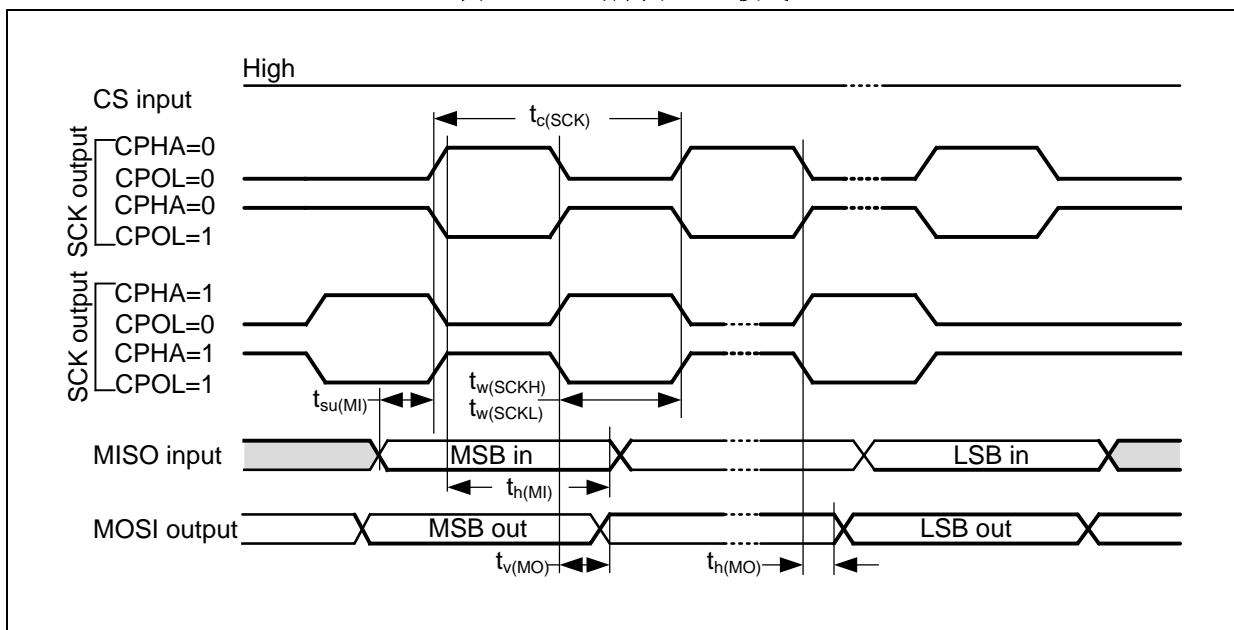 High
CS input
t_c(SCK)
SCK output
CPHA=0
CPOL=0
CPHA=0
CPOL=1
SCK output
CPHA=1
CPOL=0
CPHA=1
CPOL=1
t_su(MI)
t_w(SCKH)
t_w(SCKL)
MISO input
MSB in
LSB in
t_h(MI)
MOSI output
MSB out
LSB out
t_v(MO)
t_h(MO)